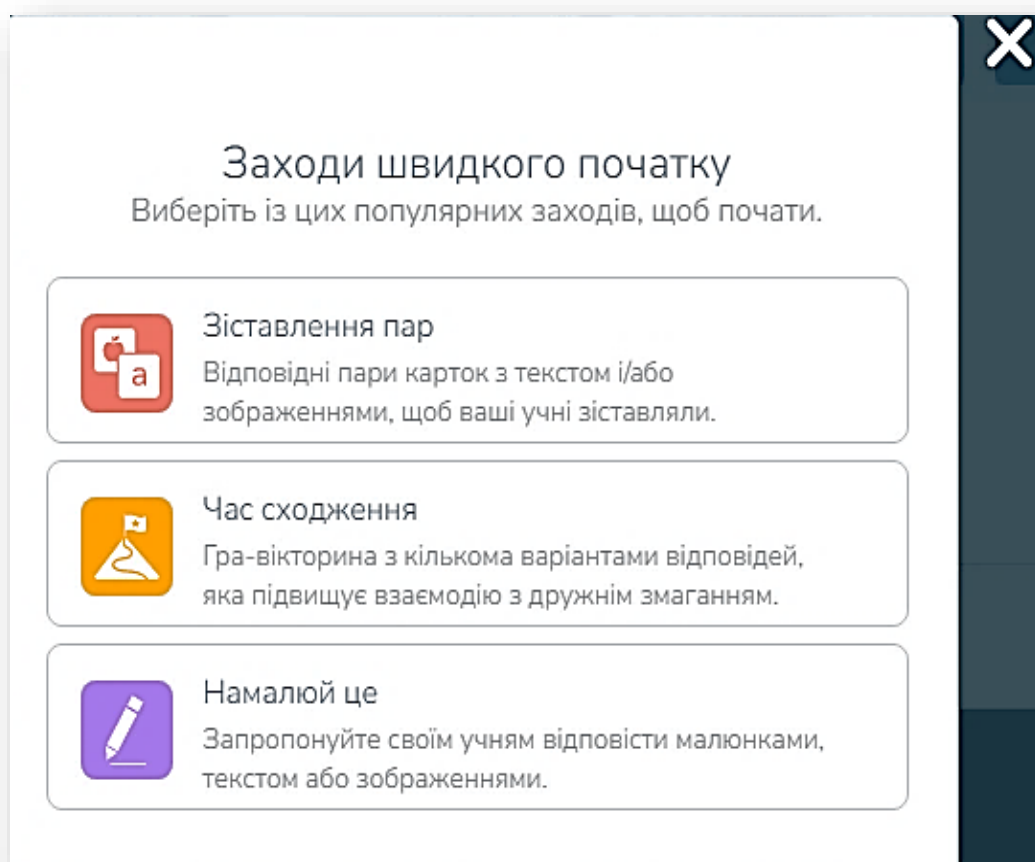 Заходи швидкого початку
Виберіть із цих популярних заходів, щоб почати.
Зіставлення пар
Відповідні пари карток з текстом і/або
зображеннями, щоб ваші учні зіставляли.
a
Час сходження
Гра-вікторина з кількома варіантами відповідей,
яка підвищує взаємодію з дружнім змаганням.
Намалюй це
Запропонуйте своїм учням відповісти малюнками,
текстом або зображеннями.